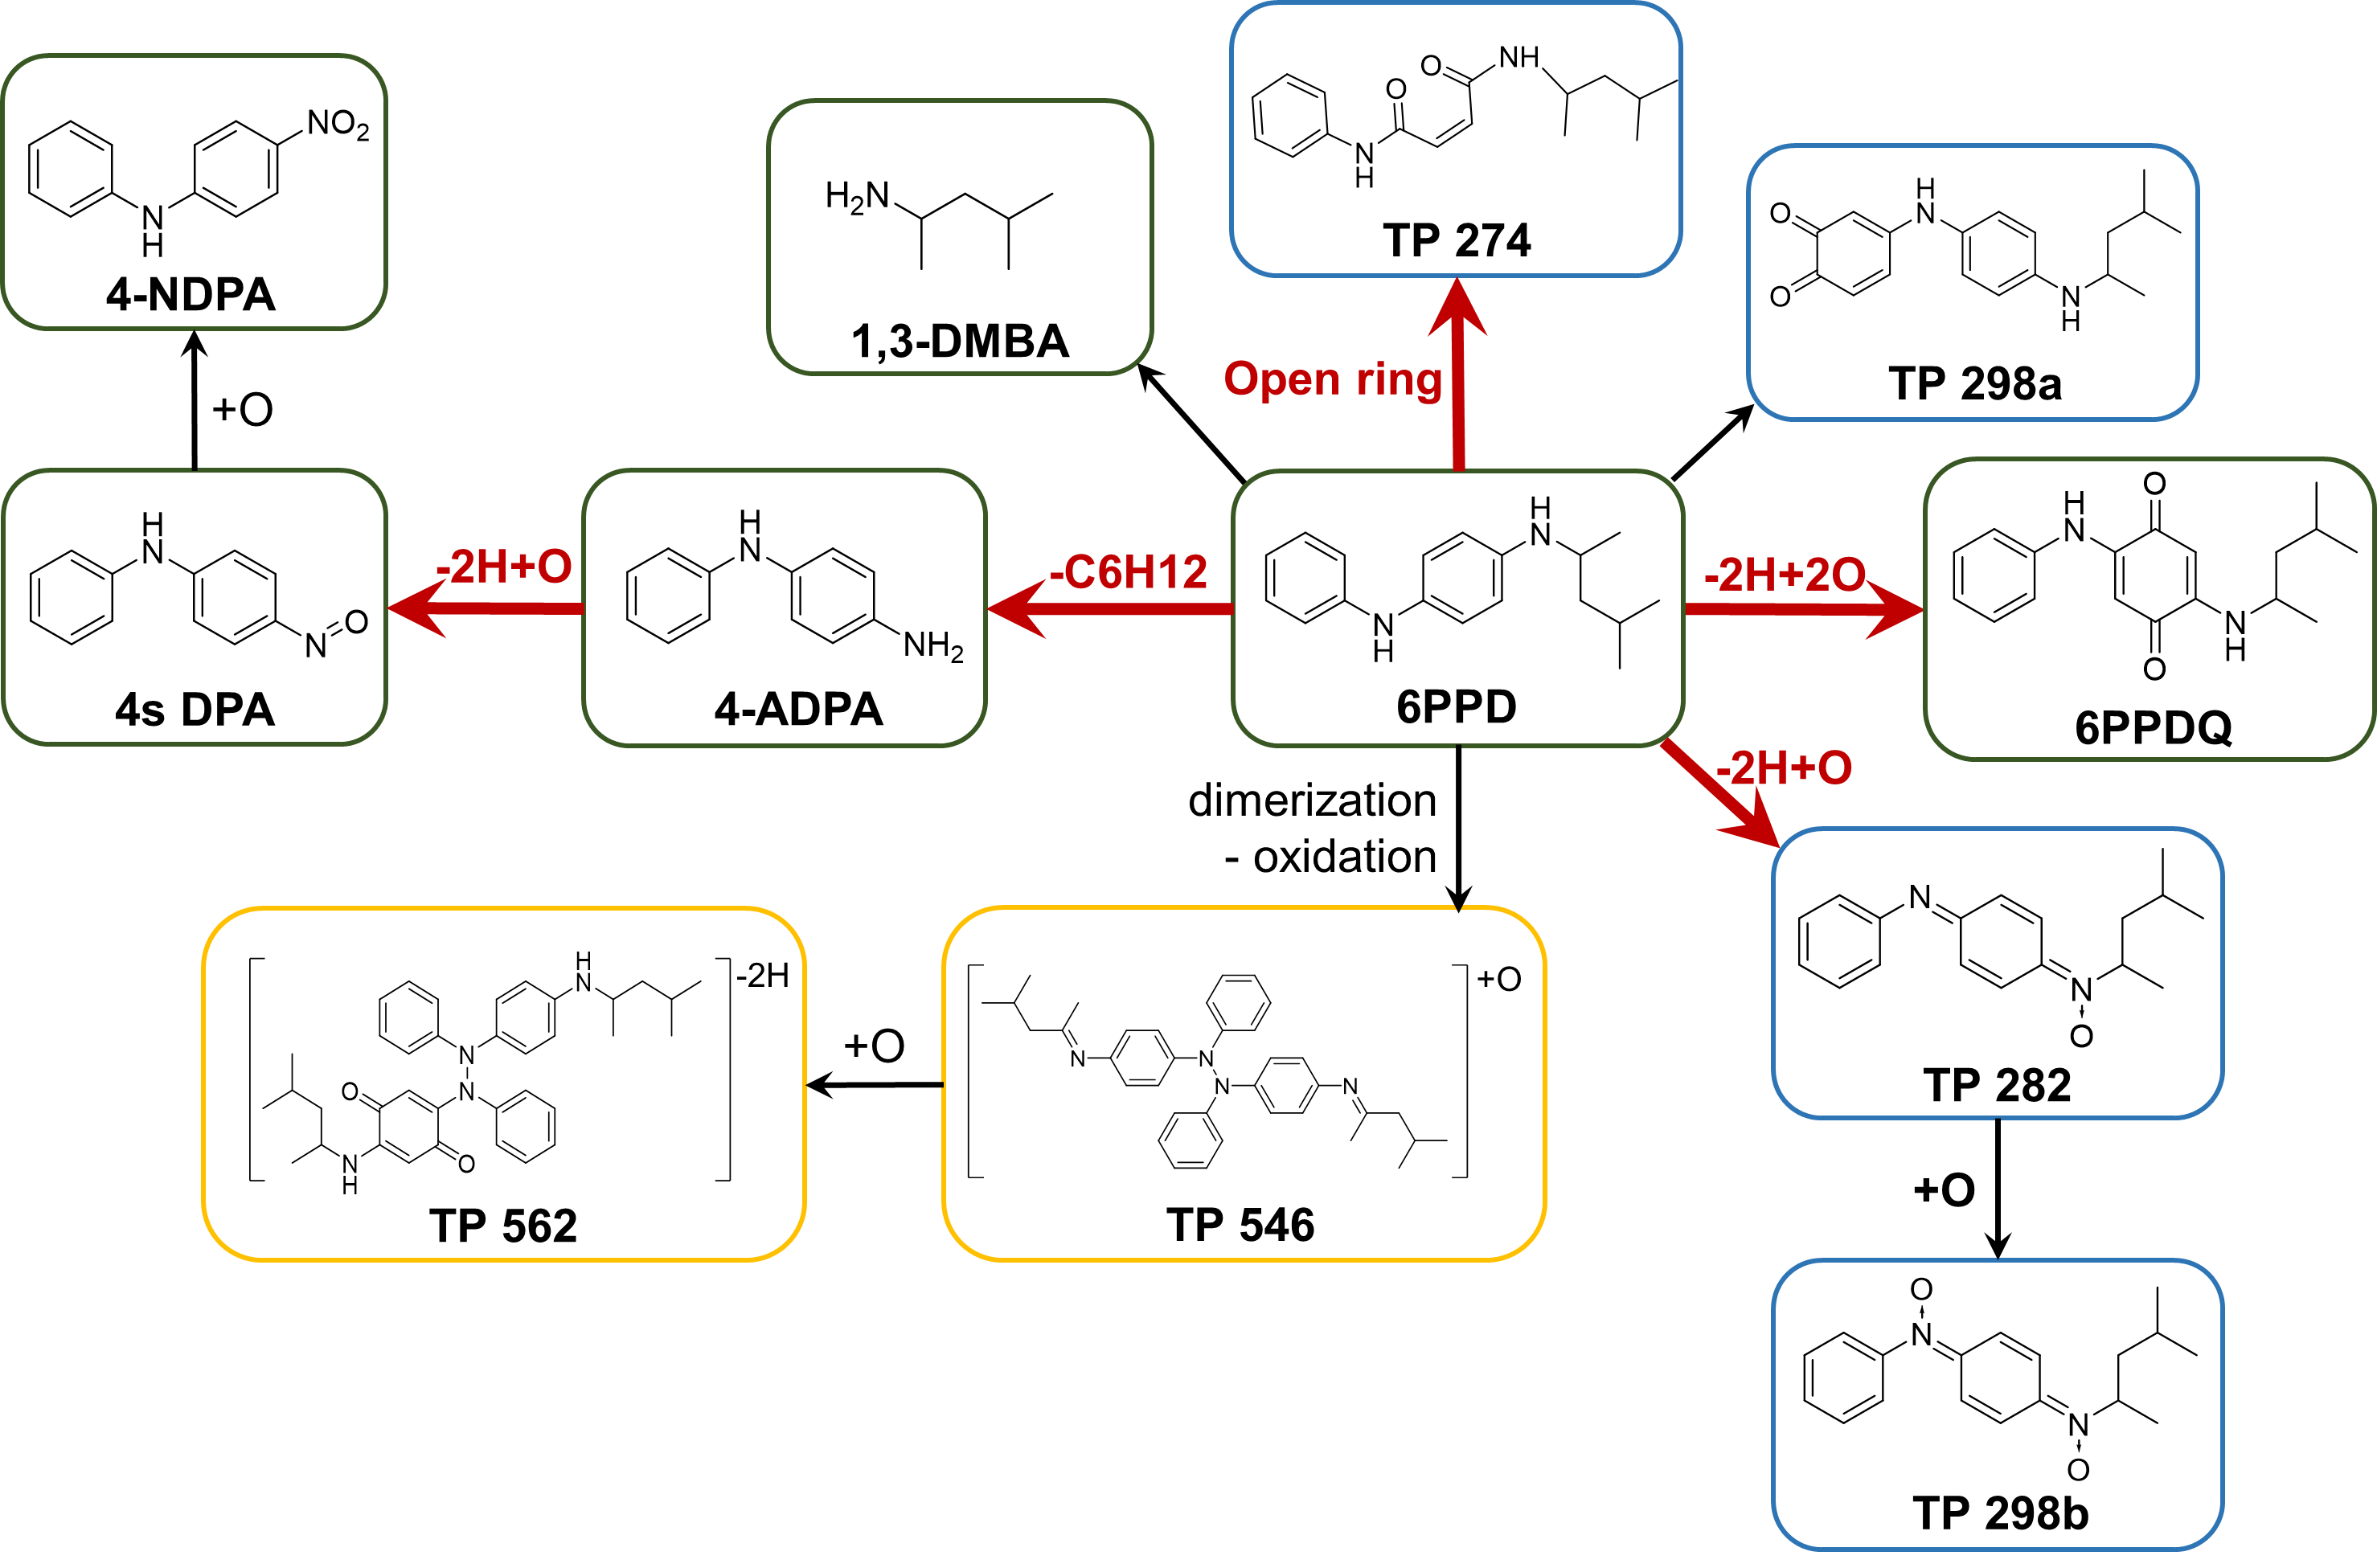 O
NH
O
N
H
TP 274
NO2
N
H
4-NDPA
H2N
1,3-DMBA
H
N
O
O
N
H
TP 298a
Open ring
+O
H
N
N
O
4s DPA
-2H+O
H
N
NH2
4-ADPA
-C6H12
H
N
N
H
6PPD
-2H+2O
O
H
N
N
H
O
6PPDQ
-2H+O
dimerization
- oxidation
N
N
O
TP 282
H
N
-2H
N
N
O
O
N
H
TP 562
+O
+O
N
N
N
N
TP 546
+O
O
N
N
O
TP 298b